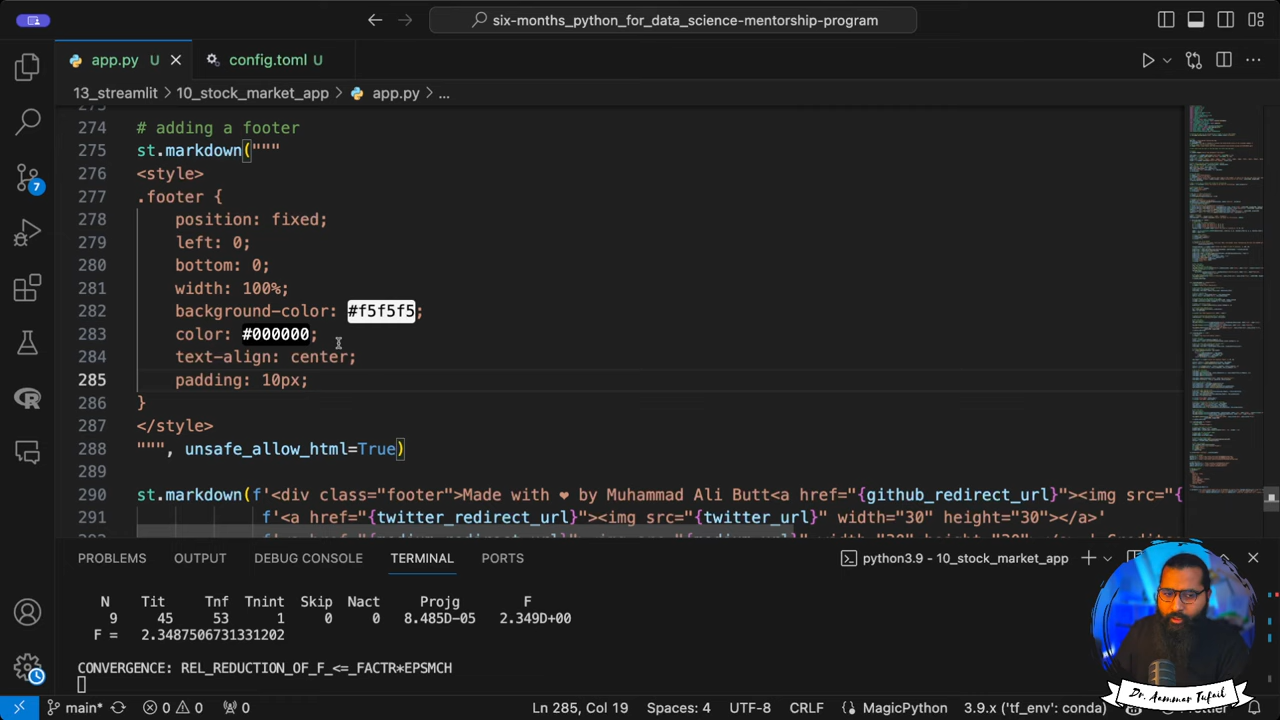 six-months_python_for_data_science-mentorship-program
app.py U
config.toml U
13_streamlit > 10_stock_market_app > app.py > ...
274 # adding a footer
275 st.markdown("""
276 <style>
277 .footer {
278 position: fixed;
279 left: 0;
280 bottom: 0;
281 width: 100%;
282 background-color: #f5f5f5;
283 color: #000000;
284 text-align: center;
285 padding: 10px;
286 }
287 </style>
288 """, unsafe_allow_html=True)
289
290 st.markdown(f'<div class="footer">Made with ❤ by Muhammad Ali But<a href="{github_redirect_url}"><img src="{
291 f'<a href="{twitter_redirect_url}"><img src="{twitter_url}" width="30" height="30"></a>'
7
PROBLEMS OUTPUT DEBUG CONSOLE TERMINAL PORTS
python3.9 - 10_stock_market_app
N Tit Tnf Tnint Skip Nact Projg F
9 45 53 1 0 0 8.485D-05 2.349D+00
F = 2.3487506731331202
CONVERGENCE: REL_REDUCTION_OF_F_<=_FACTR*EPSMCH
Dr. Aammar Tufail
main* 0 0 0 Ln 285, Col 19 Spaces: 4 UTF-8 CRLF MagicPython 3.9.x ('tf_env': conda) Prettier